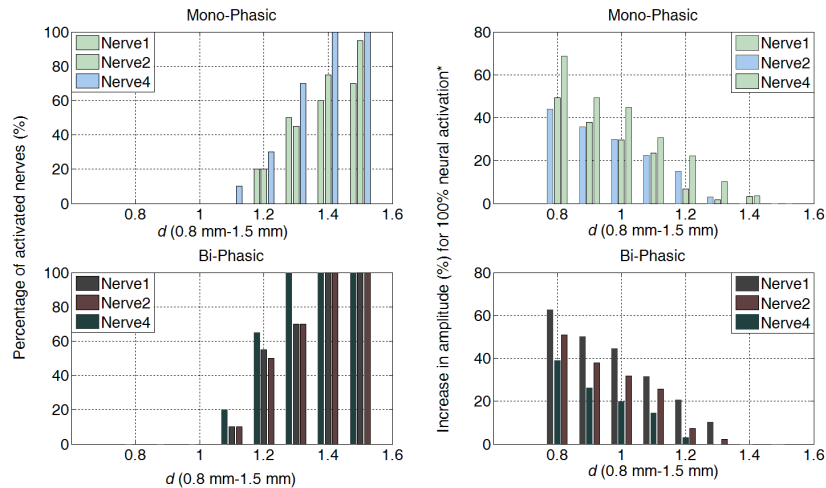 Mono-Phasic
Percentage of activated nerves (%)
100
80
60
40
20
0
Nerve1
Nerve2
Nerve4
0.8
1
1.2
1.4
1.6
d (0.8 mm-1.5 mm)
Mono-Phasic
Increase in amplitude (%) for 100% neural activation*
80
60
40
20
0
Nerve1
Nerve2
Nerve4
0.8
1
1.2
1.4
1.6
d (0.8 mm-1.5 mm)
Bi-Phasic
100
80
60
40
20
0
Nerve1
Nerve2
Nerve4
0.8
1
1.2
1.4
1.6
d (0.8 mm-1.5 mm)
Bi-Phasic
80
60
40
20
0
Nerve1
Nerve2
Nerve4
0.8
1
1.2
1.4
1.6
d (0.8 mm-1.5 mm)